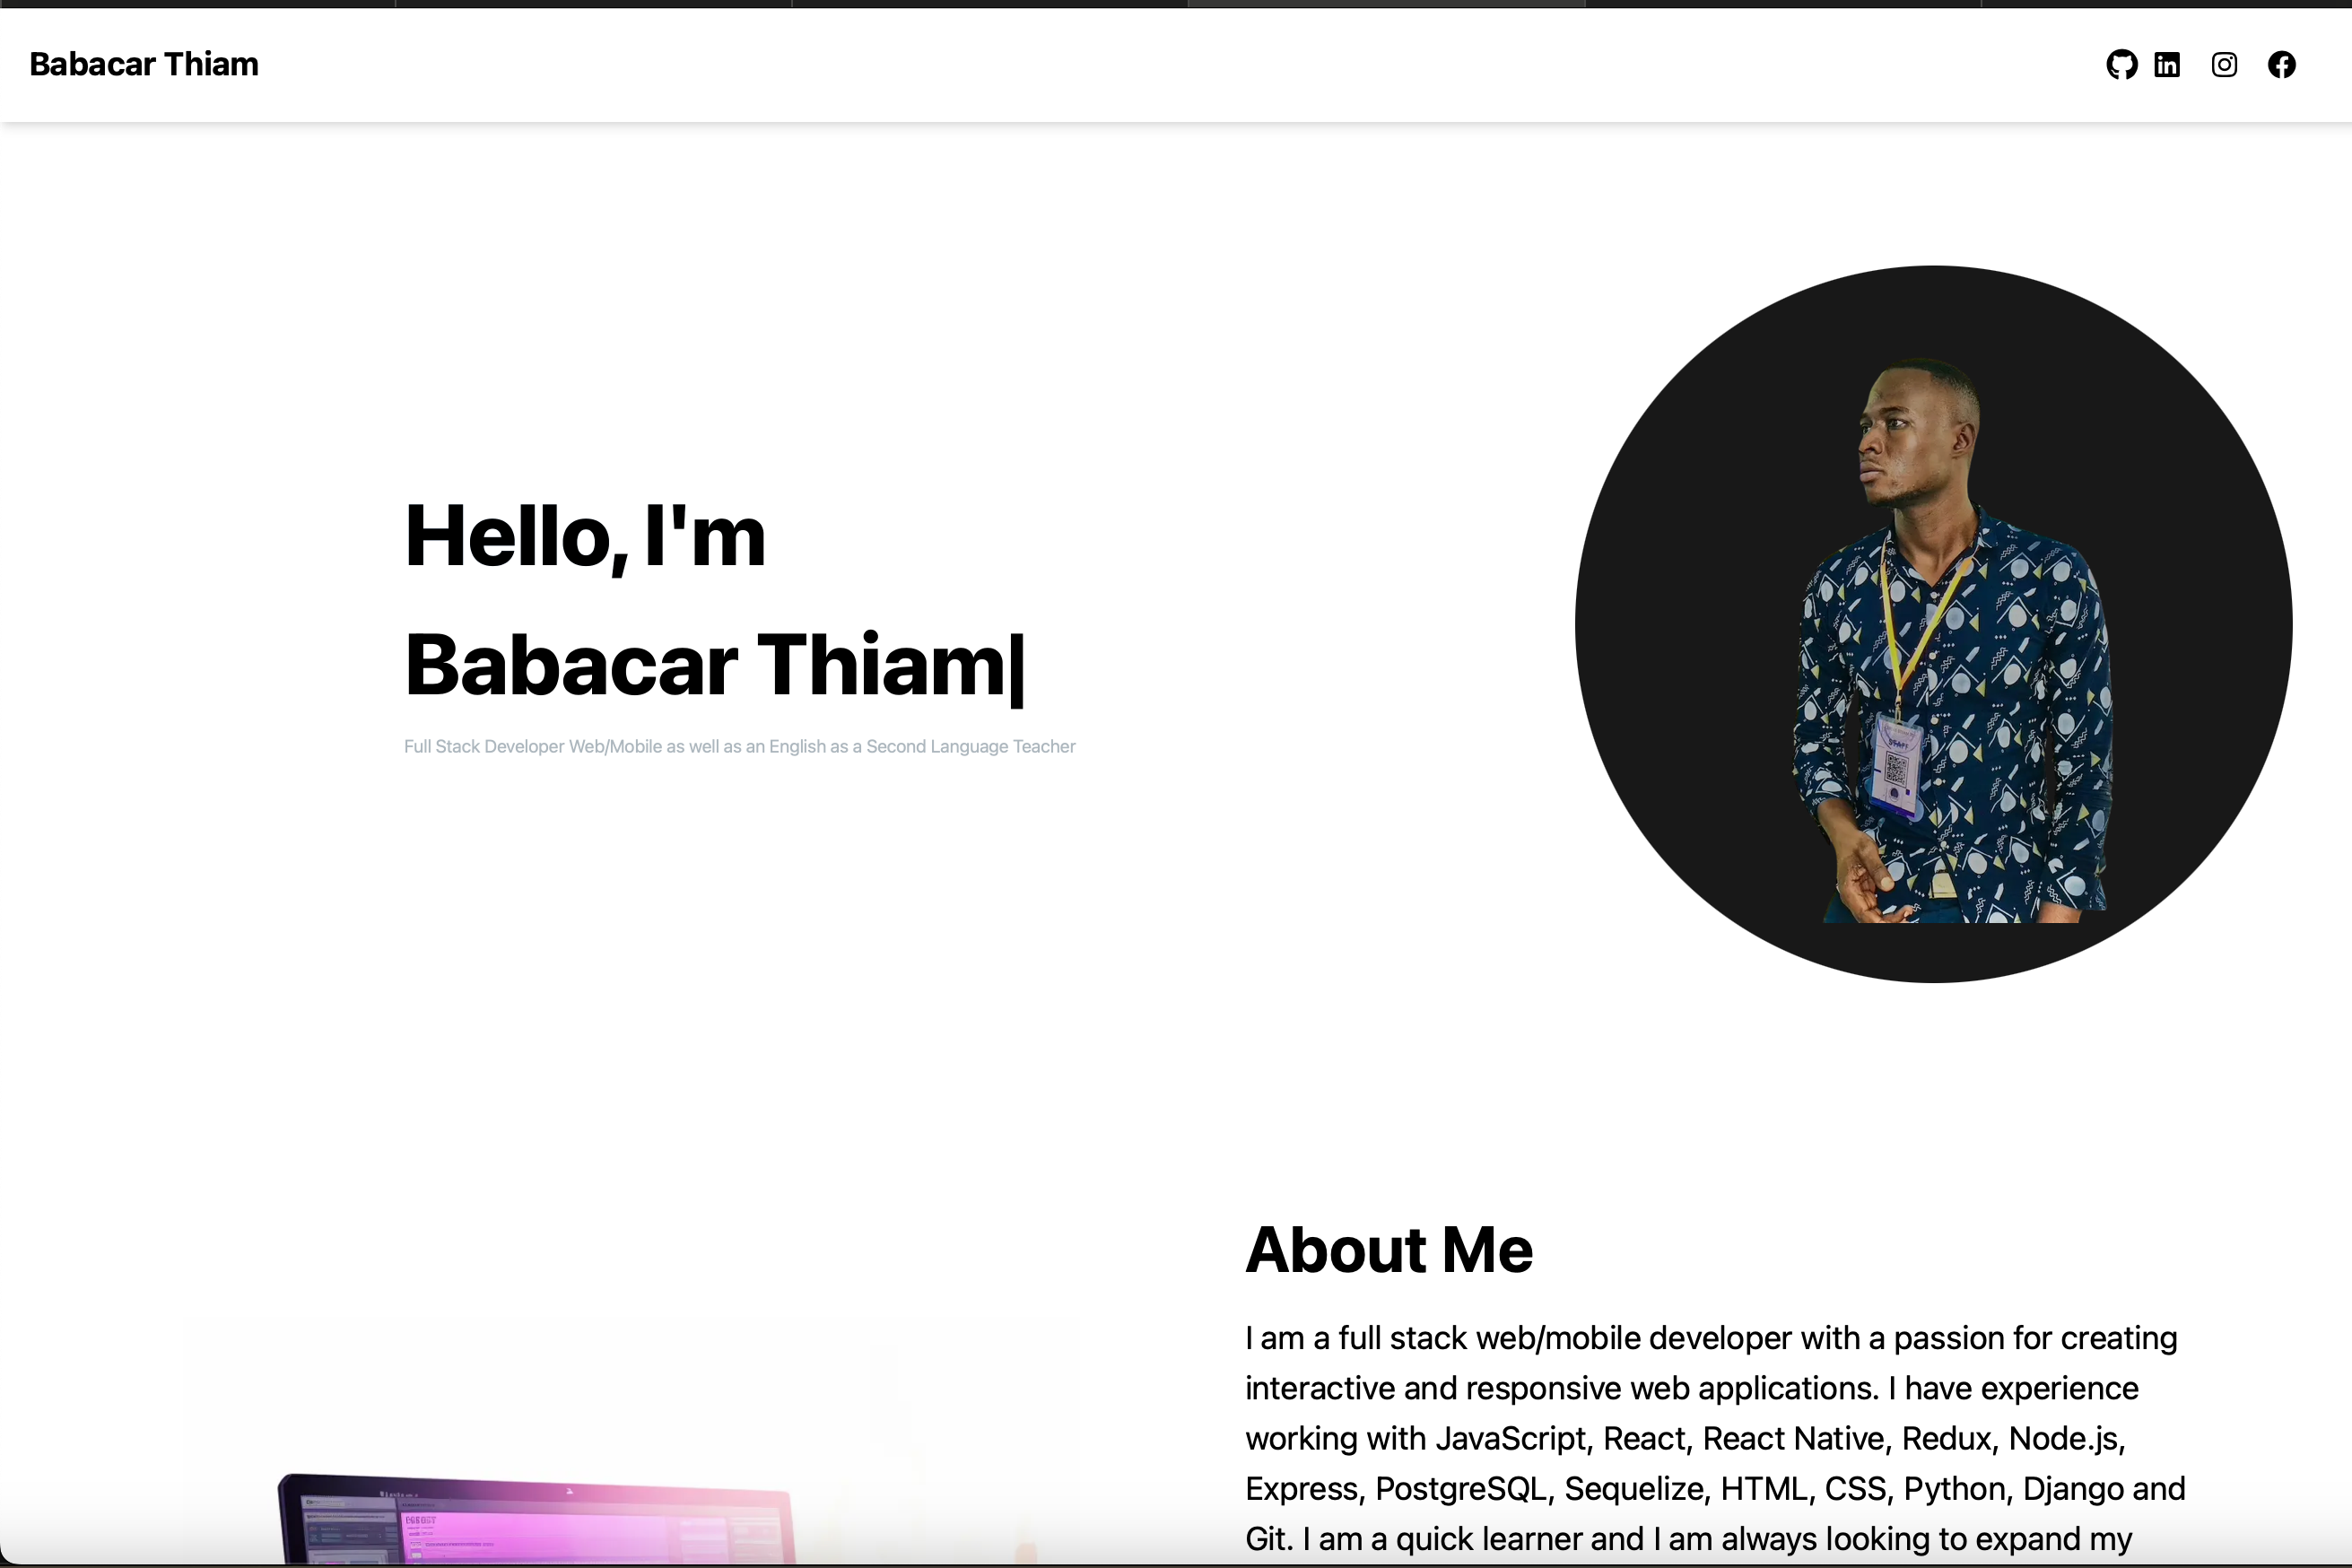 Babacar Thiam
Hello, I'm
Babacar Thiam|
Full Stack Developer Web/Mobile as well as an English as a Second Language Teacher
About Me
I am a full stack web/mobile developer with a passion for creating
interactive and responsive web applications. I have experience
working with JavaScript, React, React Native, Redux, Node.js,
Express, PostgreSQL, Sequelize, HTML, CSS, Python, Django and
Git. I am a quick learner and I am always looking to expand my